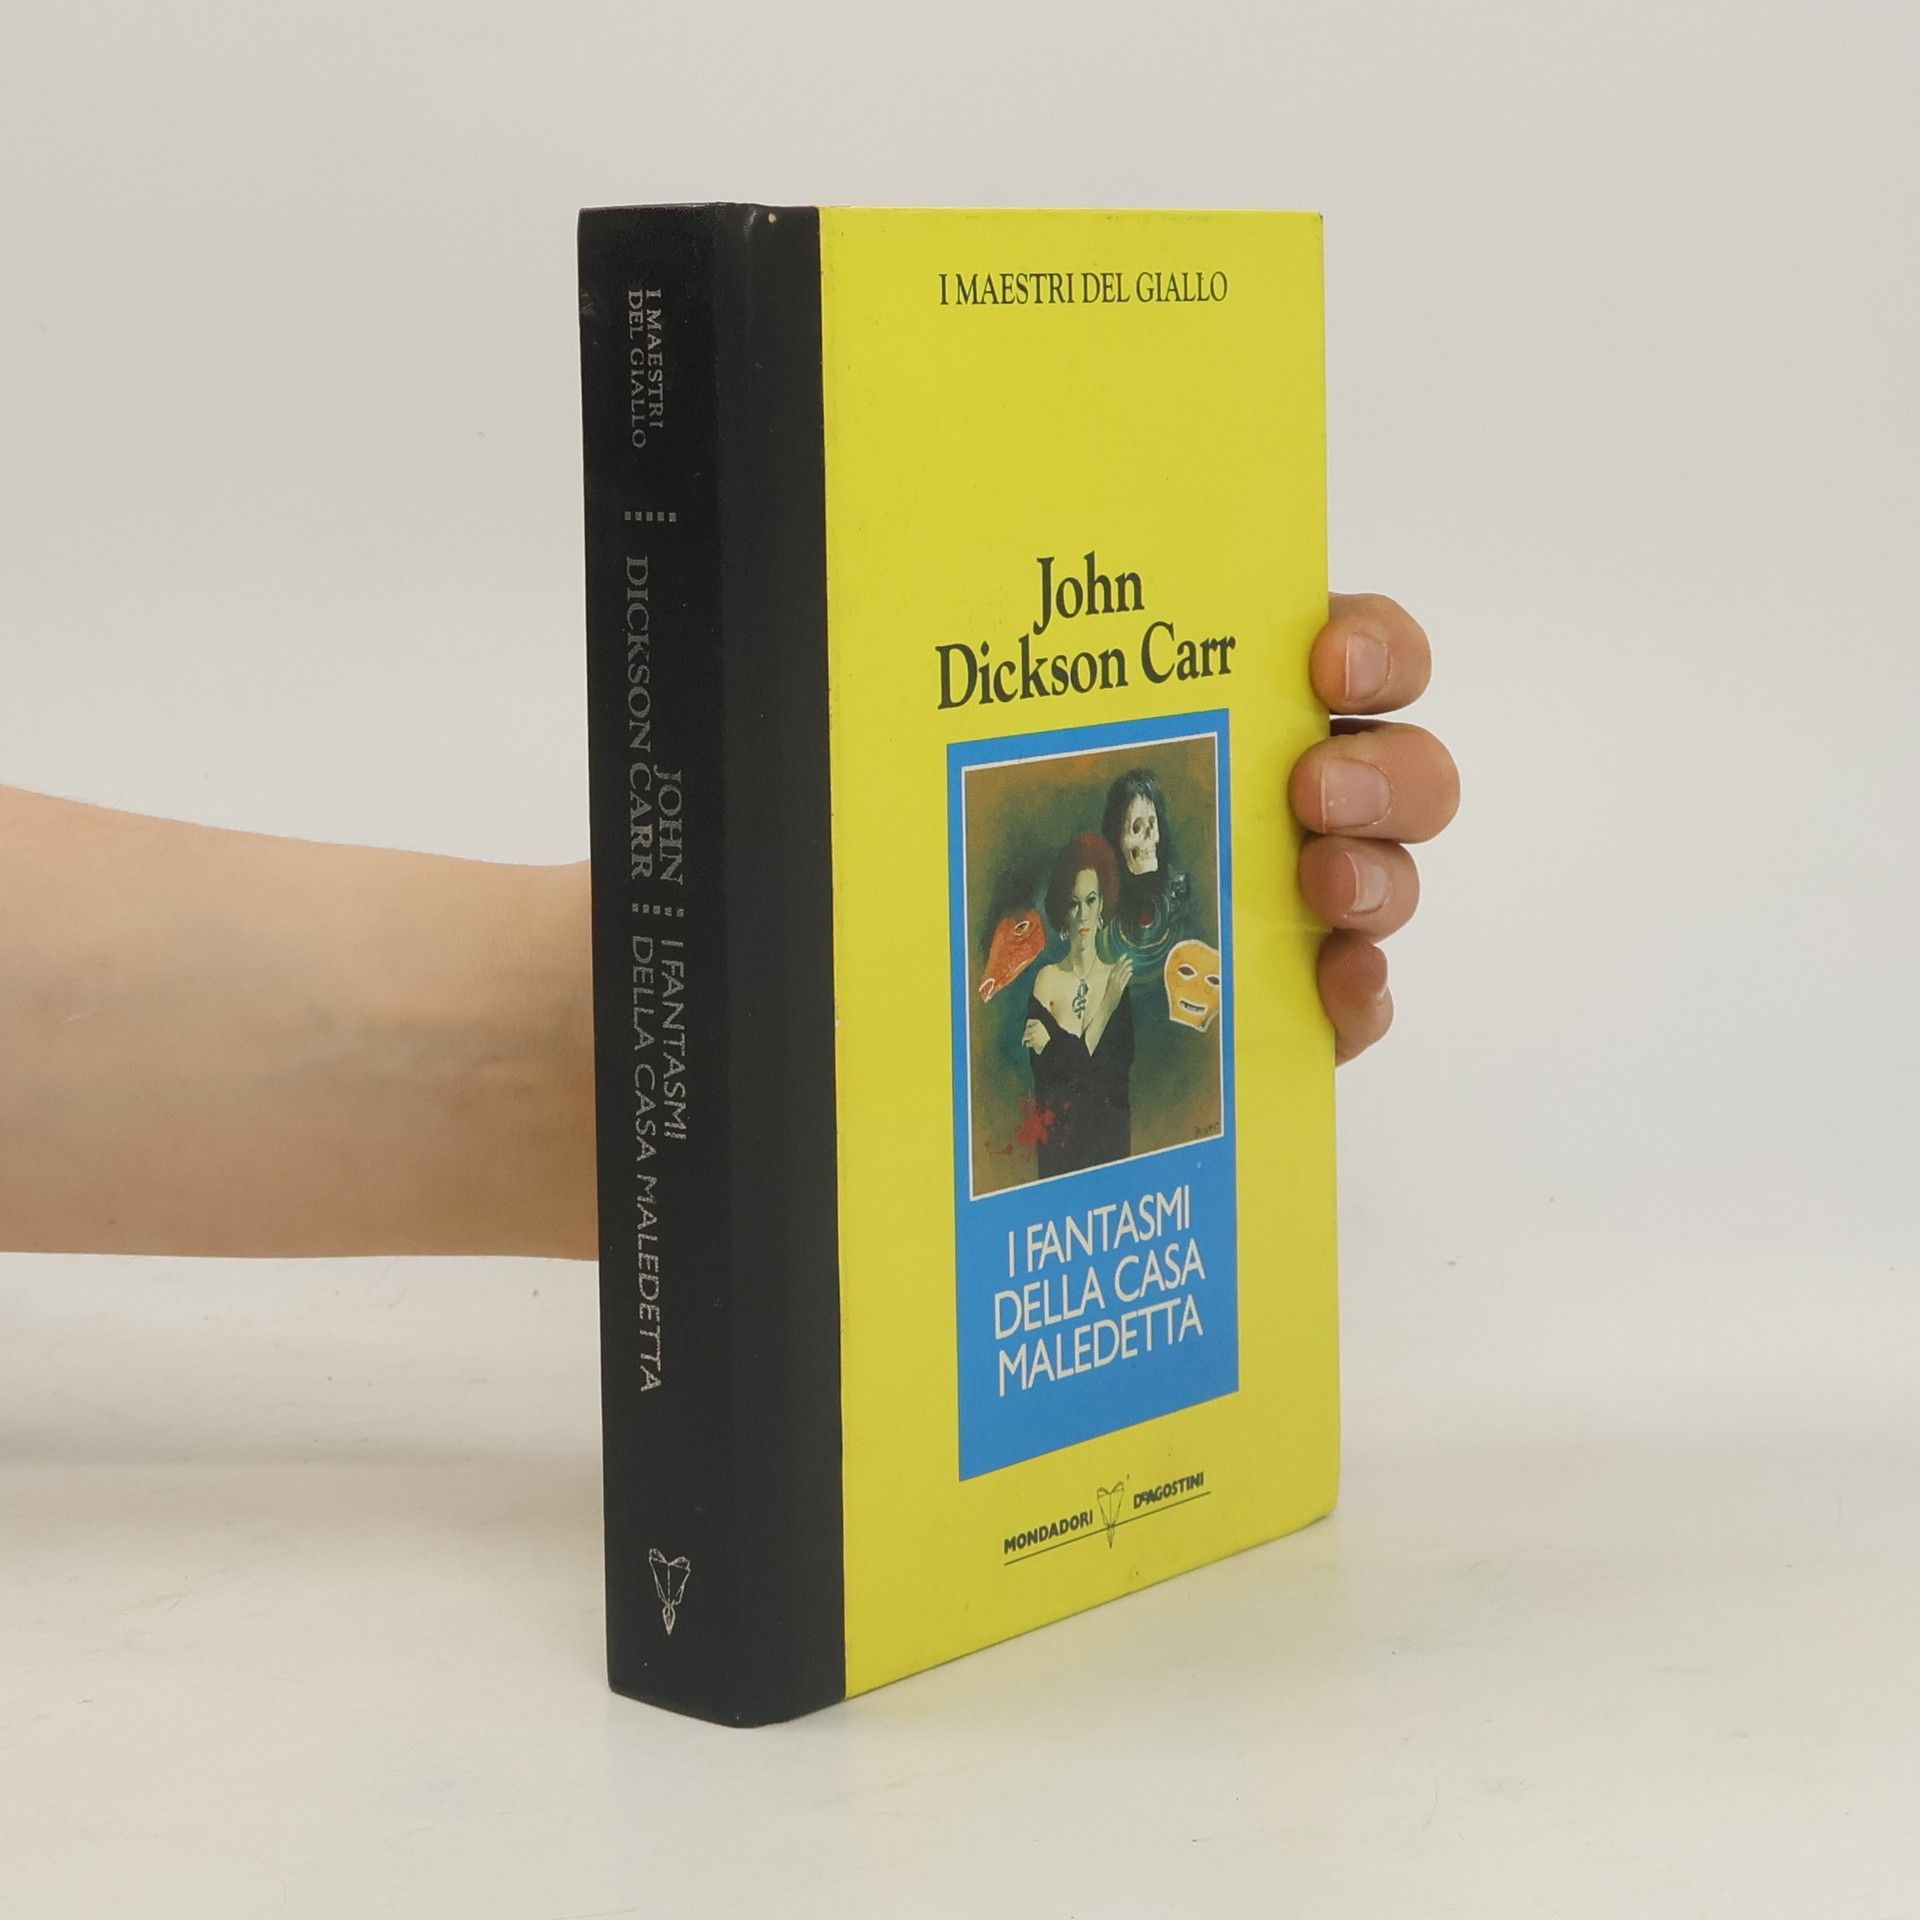 I MAESTRI
DEL GIALLO
JOHN
DICKSON CARR
I FANTASMI
DELLA CASA MALEDETTA
I MAESTRI DEL GIALLO
John
Dickson Carr
I FANTASMI
DELLA CASA
MALEDETTA
MONDADORI DeAGOSTINI